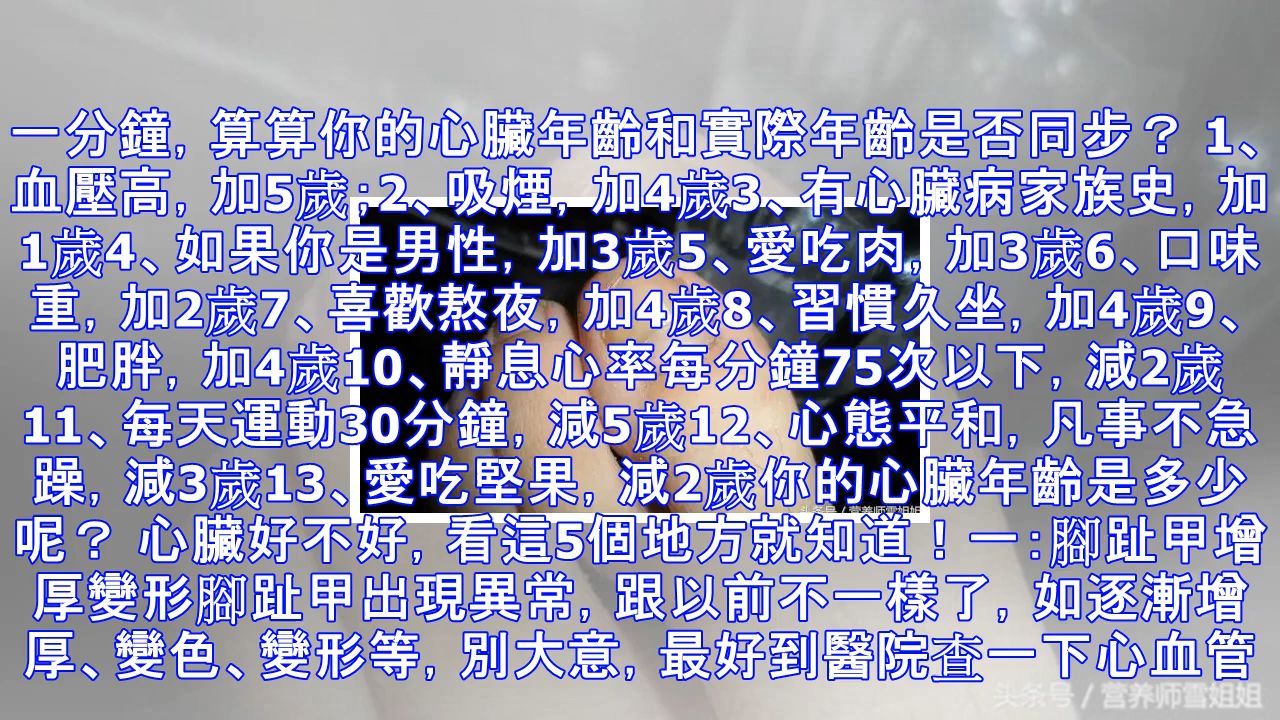 一分鐘, 算算你的心臟年齡和實際年齡是否同步？ 1、
血壓高, 加5歲;2、吸煙, 加4歲3、有心臟病家族史, 加
1歲4、如果你是男性, 加3歲5、愛吃肉, 加3歲6、口味
重, 加2歲7、喜歡熬夜, 加4歲8、習慣久坐, 加4歲9、
肥胖, 加4歲10、靜息心率每分鐘75次以下, 減2歲
11、每天運動30分鐘, 減5歲12、心態平和, 凡事不急
躁, 減3歲13、愛吃堅果, 減2歲你的心臟年齡是多少
呢？ 心臟好不好, 看這5個地方就知道！一:腳趾甲增
厚變形腳趾甲出現異常, 跟以前不一樣了, 如逐漸增
厚、變色、變形等, 別大意, 最好到醫院查一下心血管
头条号 / 营养师雪姐姐
头条号 / 营养师雪姐姐